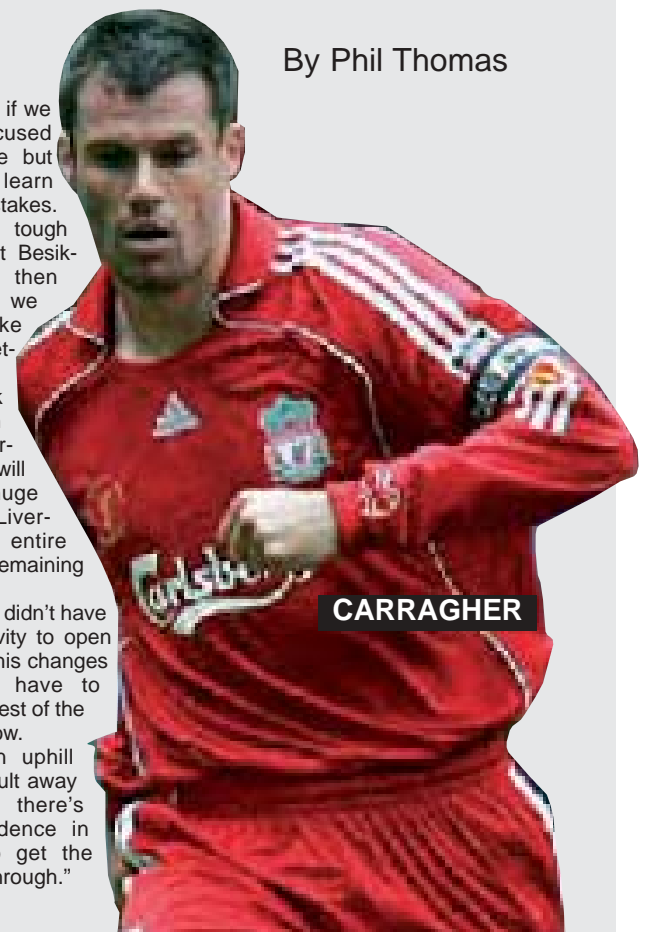 By Phil Thomas
if we
cused
e but
learn
takes.
tough
t Besik-
then
we
ke
et-
k
r-
will
uge
Liver-
entire
emaining
didn't have
vity to open
his changes
have to
est of the
ow.
n uphill
ult away
there's
dence in
get the
hrough."
Carlsbe
CARRAGHER